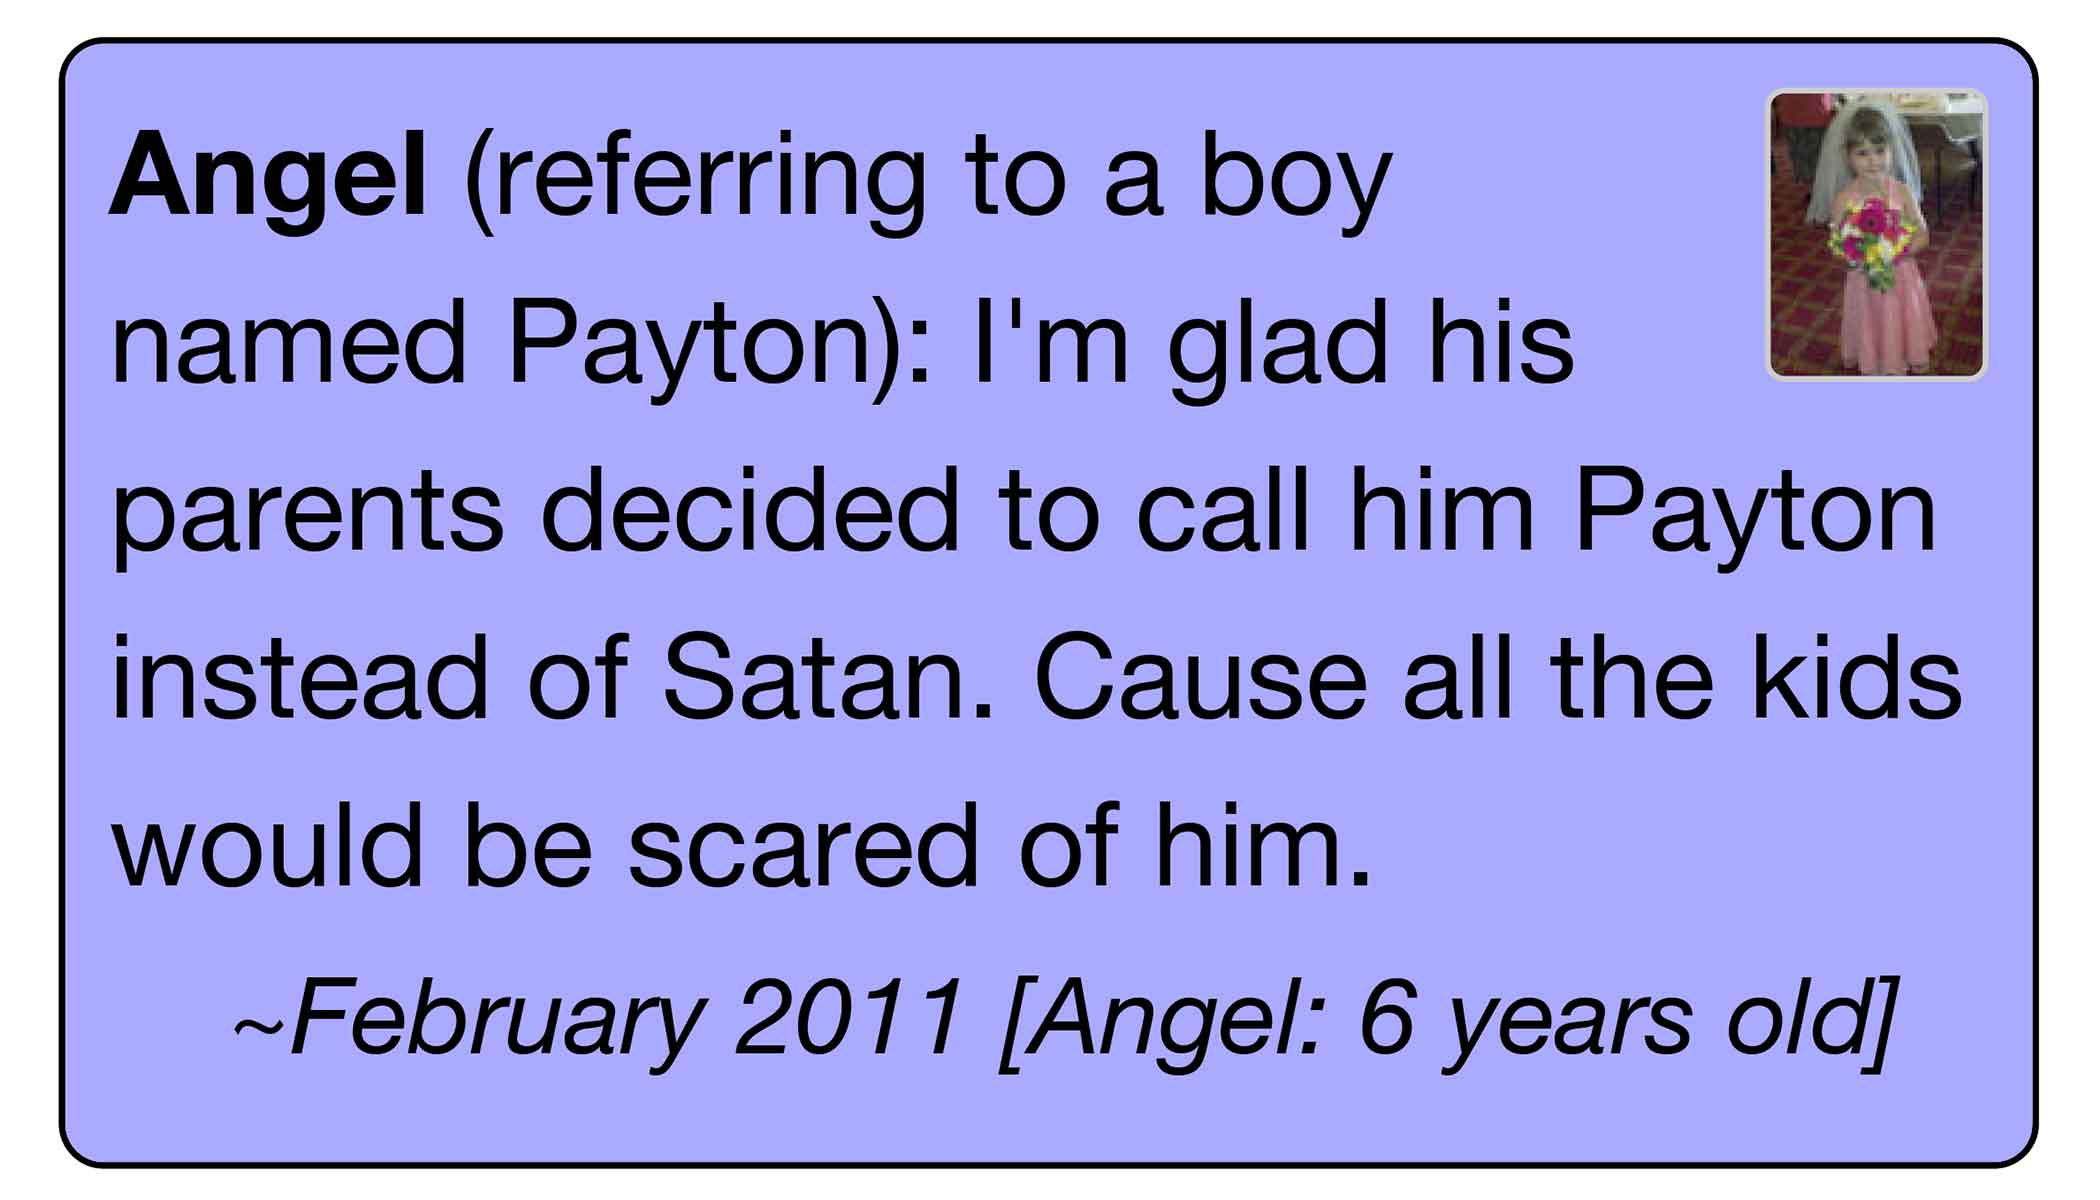 Angel (referring to a boy
named Payton): I'm glad his
parents decided to call him Payton
instead of Satan. Cause all the kids
would be scared of him.
~February 2011 [Angel: 6 years old]